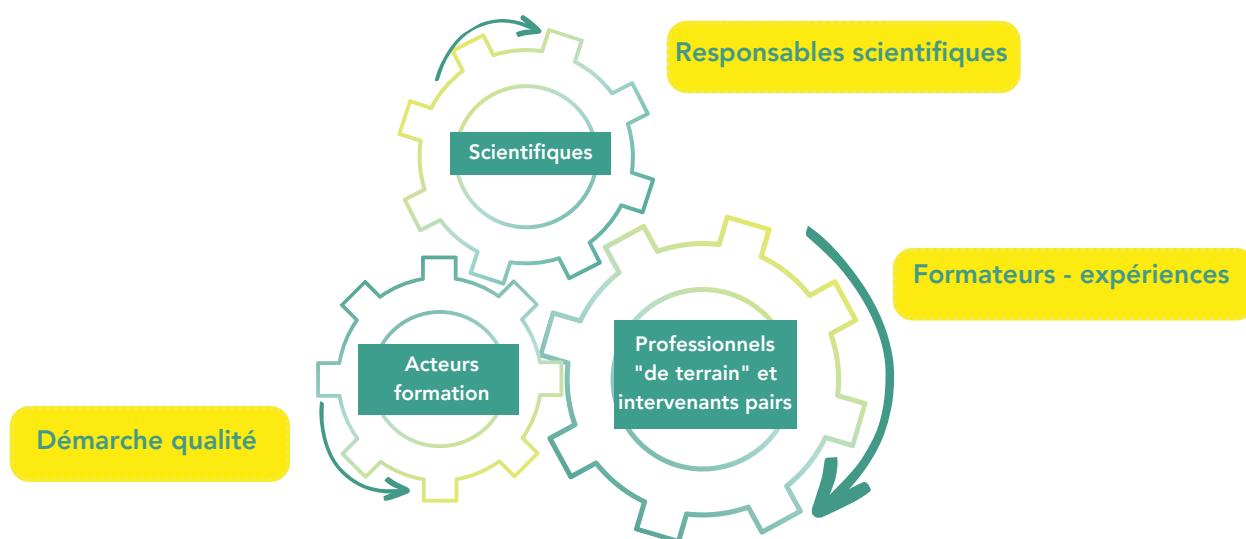 Responsables scientifiques
Scientifiques
Formateurs - expériences
Professionnels
"de terrain" et
intervenants pairs
Acteurs
formation
Démarche qualité